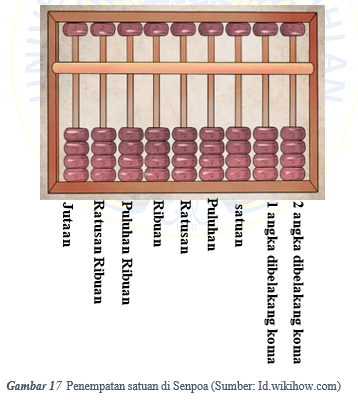 Jutaan
Ratusan Ribuan
Puluhan Ribuan
Ribuan
Ratusan
Puluhan
satuan
1 angka dibelakang koma
2 angka dibelakang koma
Gambar 17 Penempatan satuan di Senpoa (Sumber: Id.wikihow.com)